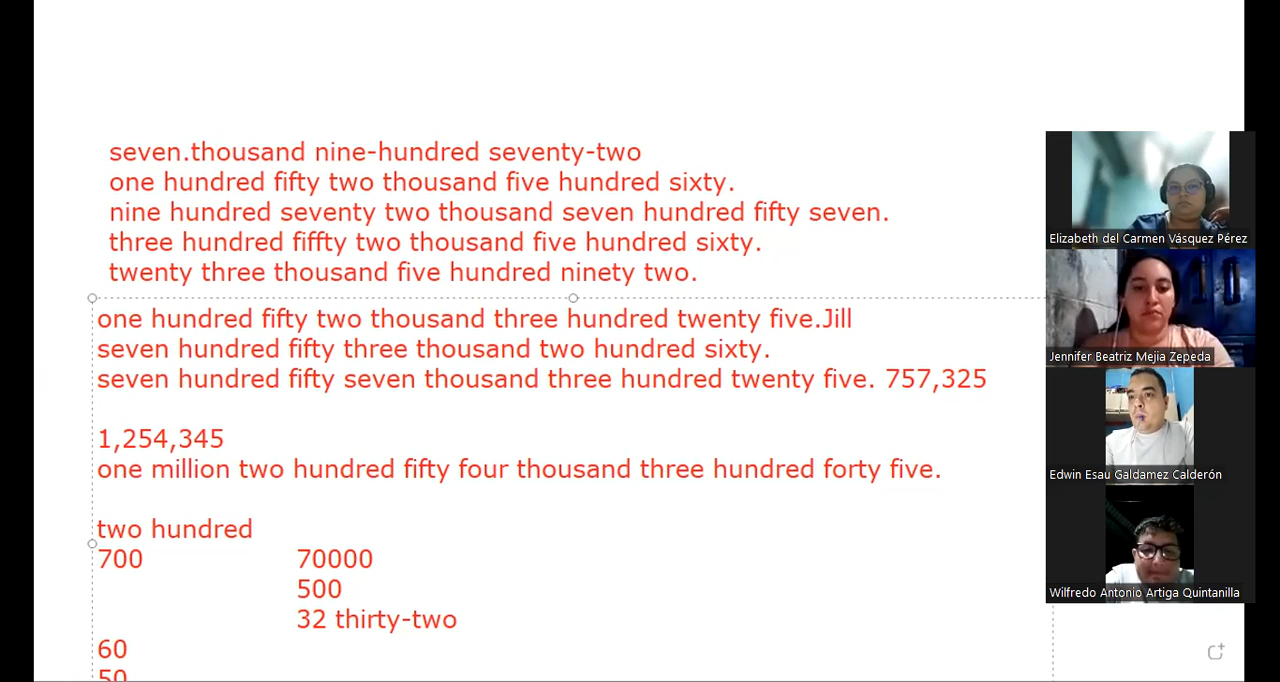 seven.thousand nine-hundred seventy-two
one hundred fifty two thousand five hundred sixty.
nine hundred seventy two thousand seven hundred fifty seven.
three hundred fiffty two thousand five hundred sixty.
twenty three thousand five hundred ninety two.
one hundred fifty two thousand three hundred twenty five.Jill
seven hundred fifty three thousand two hundred sixty.
seven hundred fifty seven thousand three hundred twenty five. 757,325
1,254,345
one million two hundred fifty four thousand three hundred forty five.
two hundred
700 70000
500
32 thirty-two
60
50
Elizabeth del Carmen Vásquez Pérez
Jennifer Beatriz Mejia Zepeda
Edwin Esau Galdamez Calderón
Wilfredo Antonio Artiga Quintanilla